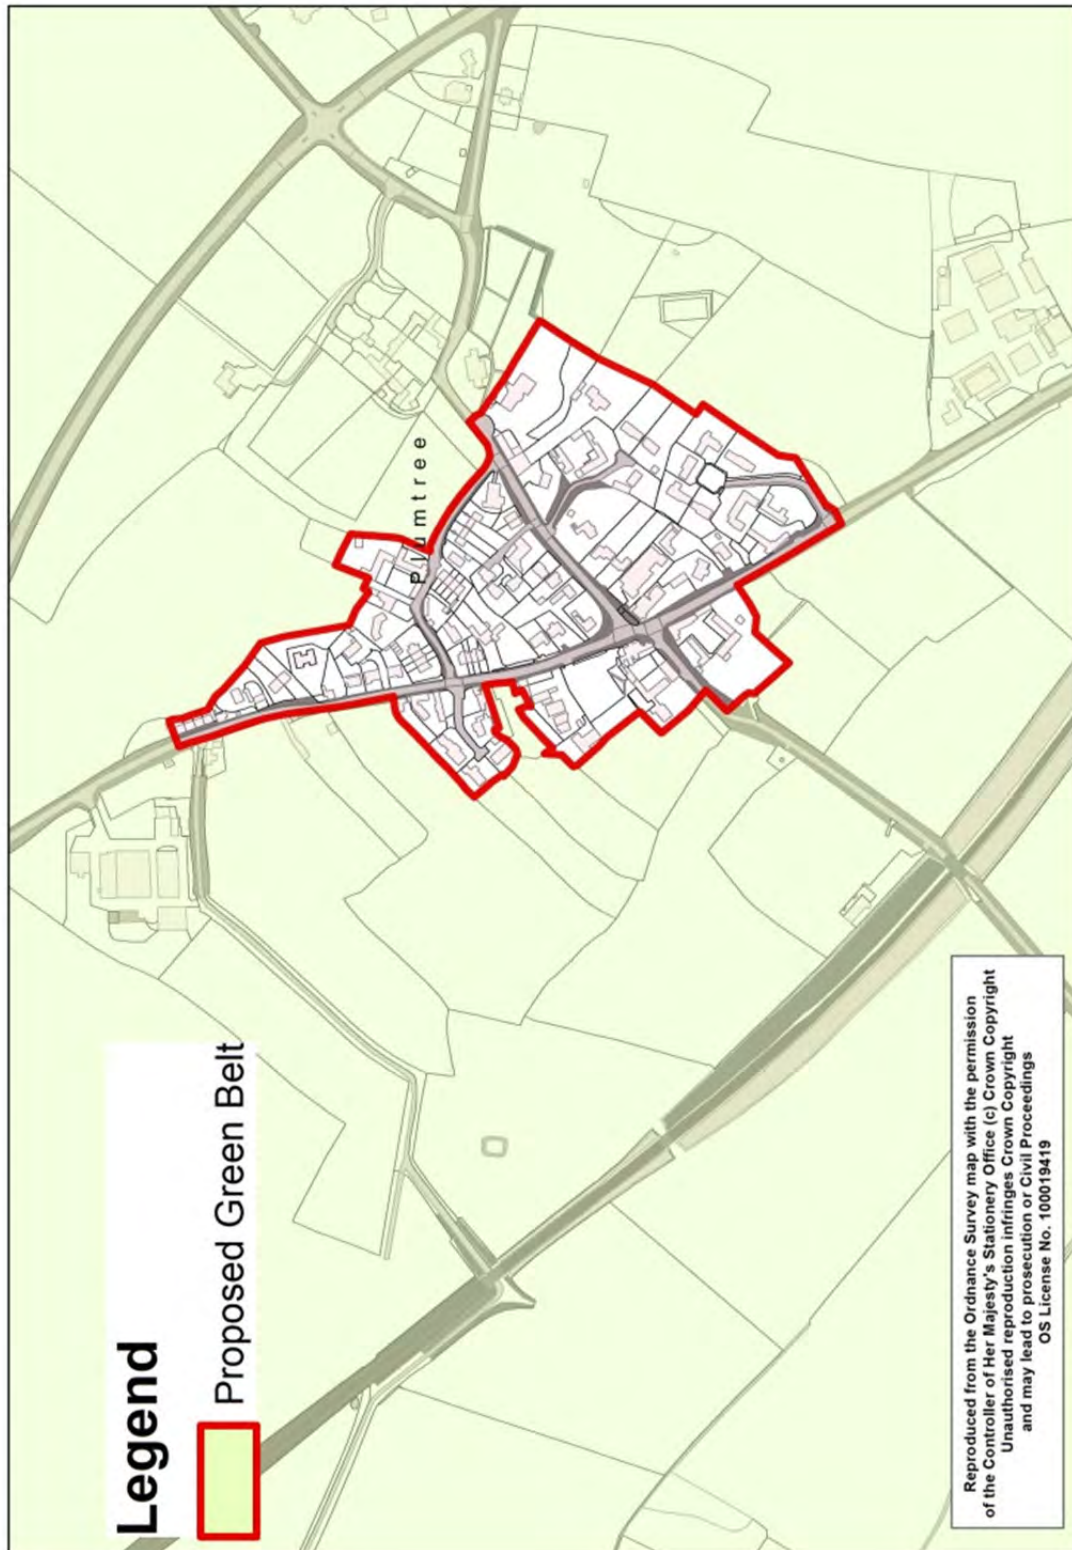 Legend
Proposed Green Belt
Plumtree
Reproduced from the Ordnance Survey map with the permission
of the Controller of Her Majesty's Stationery Office (c) Crown Copyright
Unauthorised reproduction infringes Crown Copyright
and may lead to prosecution or Civil Proceedings
OS License No. 100019419